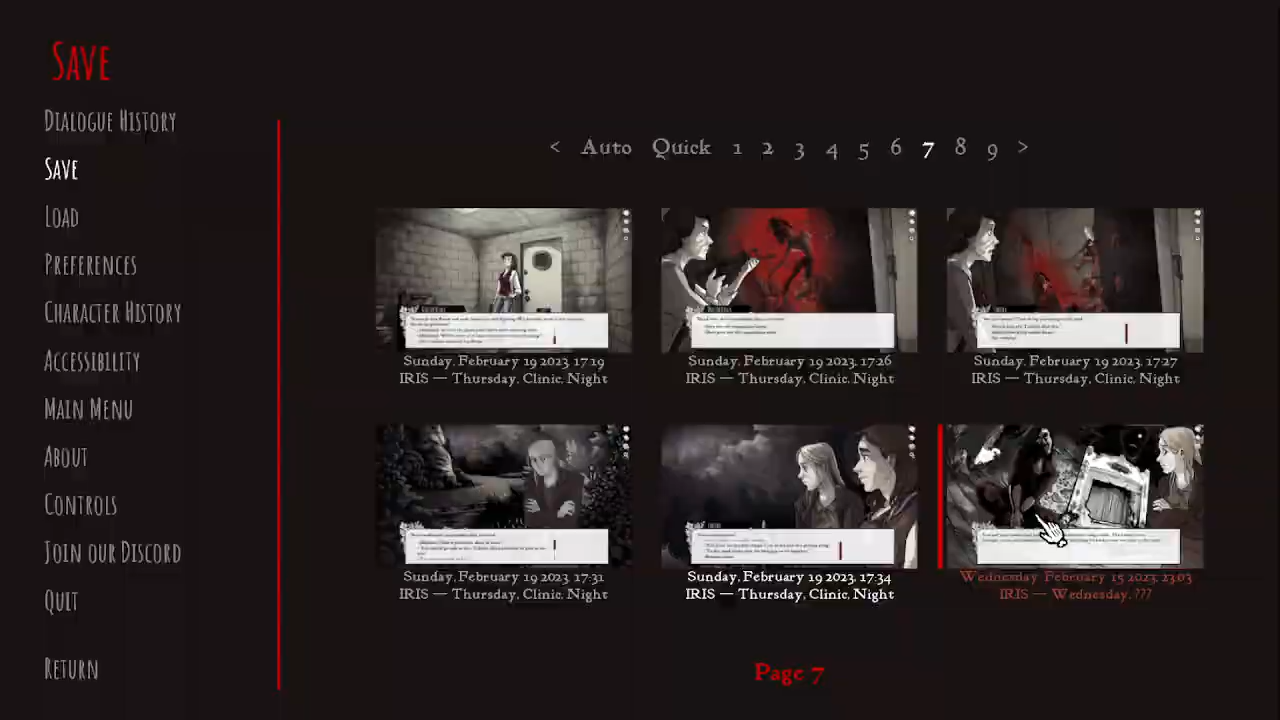 Save
Dialogue History
Save
Load
Preferences
Character History
Accessibility
Main Menu
About
Controls
Join our Discord
Quit
Return
< Auto Quick 1 2 3 4 5 6 7 8 9 >
Sunday, February 19 2023, 17:19
IRIS — Thursday, Clinic, Night
Sunday, February 19 2023, 17:26
IRIS — Thursday, Clinic, Night
Sunday, February 19 2023, 17:27
IRIS — Thursday, Clinic, Night
Sunday, February 19 2023, 17:31
IRIS — Thursday, Clinic, Night
Sunday, February 19 2023, 17:34
IRIS — Thursday, Clinic, Night
Wednesday, February 15 2023, 23:03
IRIS — Wednesday, ???
Page 7